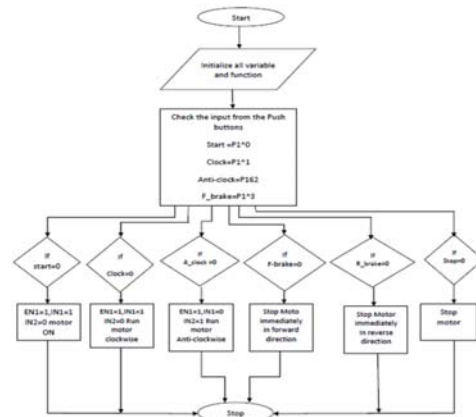 Start
Initialize all variable
and function
Check the input from the Push
buttons
Start =P1^0
Clock=P1^1
Anti-clock=P162
F_brake=P1^3
If
start=0
If
Clock=0
If
A_clock =0
If
F-brake=0
If
R_brake=0
If
Stop=0
EN1=1,IN1=1
IN2=0 motor
ON
EN1=1,IN1=1
IN2=0 Run
motor
clockwise
EN1=1,IN1=0
IN2=1 Run
motor
Anti-clockwise
Stop Moto
immediately
in forward
direction
Stop Motor
immediately
in reverse
direction
Stop
motor
Stop